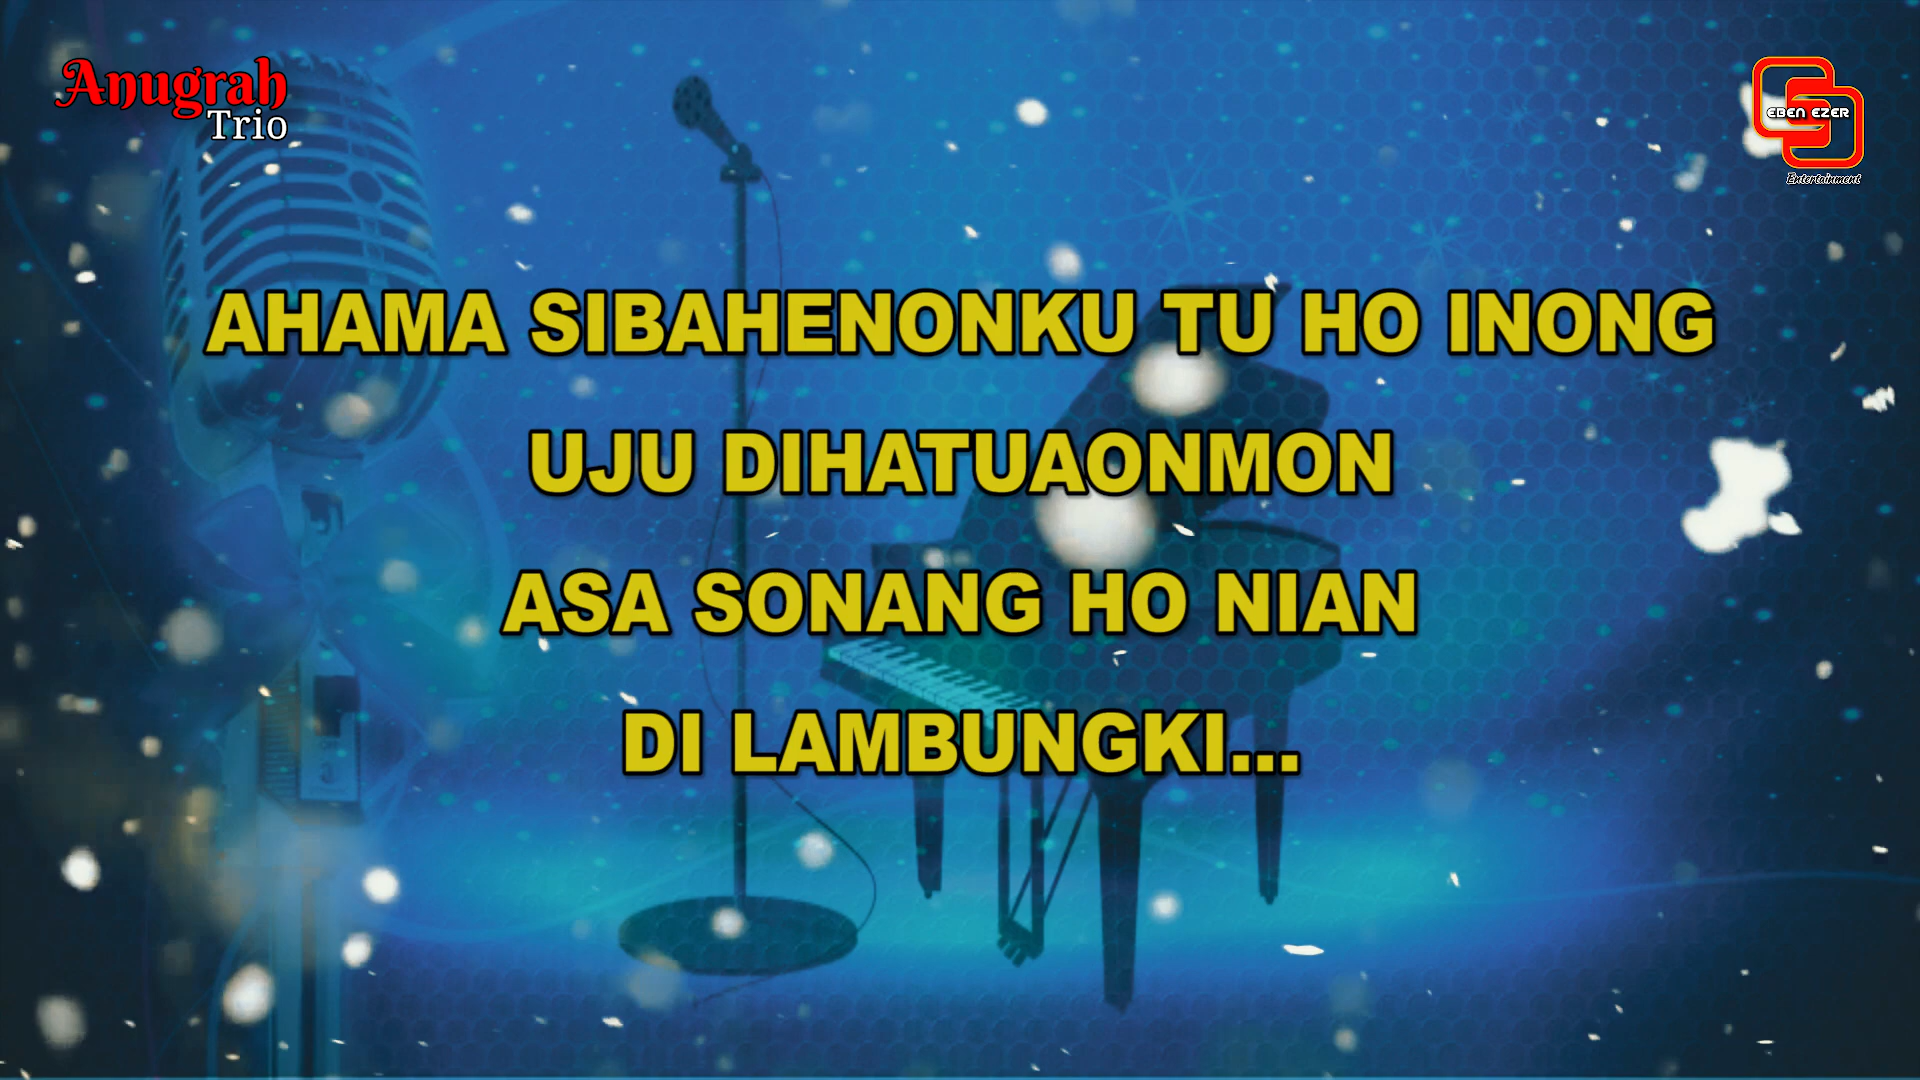 Anugrah
Trio
EBEN EZER
Entertainment
AHAMA SIBAHENONKU TU HO INONG
UJU DIHATUAONMON
ASA SONANG HO NIAN
DI LAMBUNGKI...